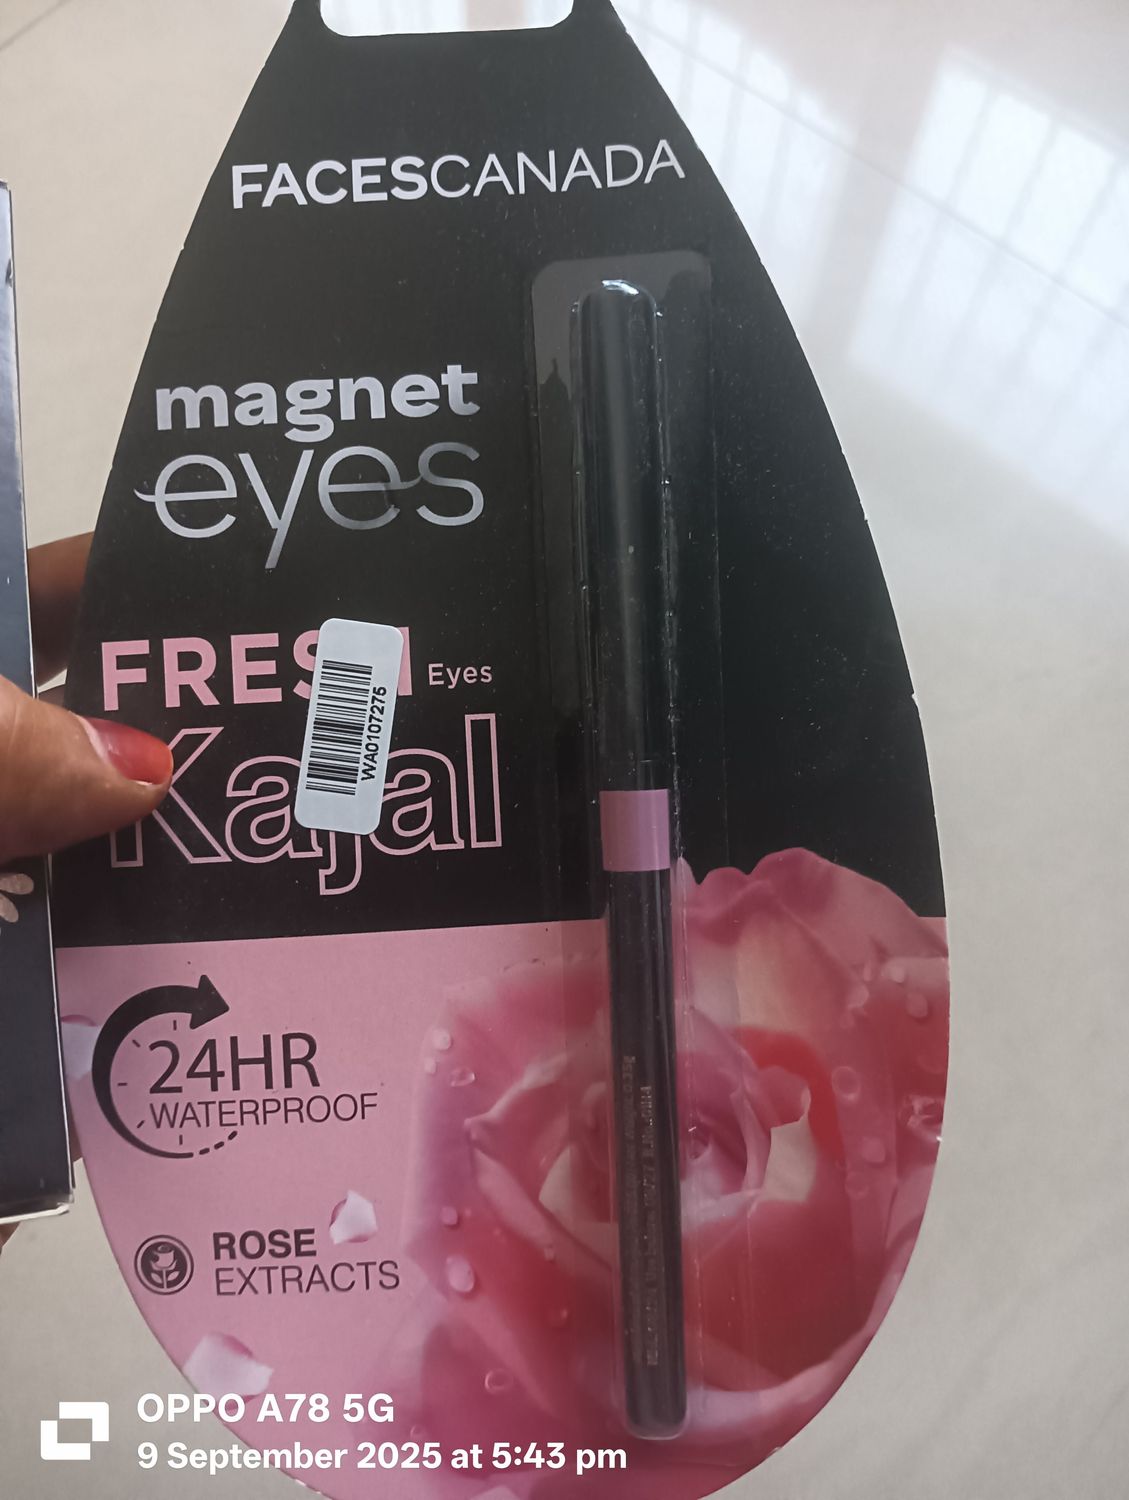 FACESCANADA
magnet
eyes
FRESH Eyes
Kajal
WA0107275
24HR
WATERPROOF
ROSE
EXTRACTS
OPPO A78 5G
9 September 2025 at 5:43 pm